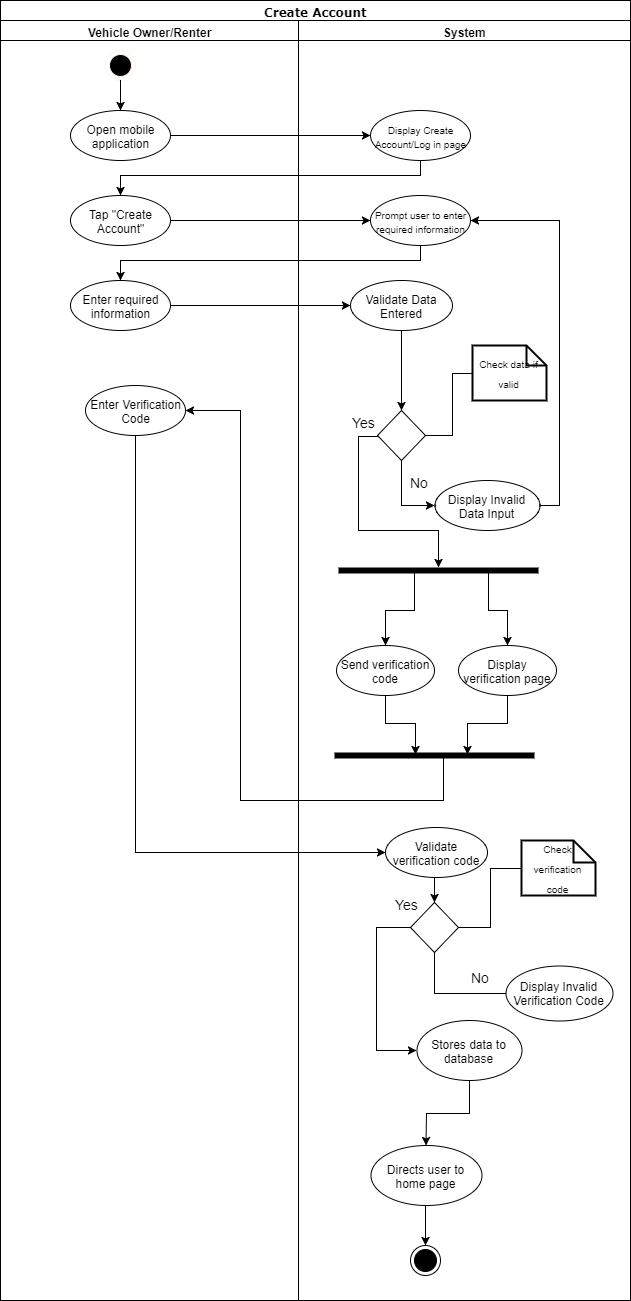 Create Account
Vehicle Owner/Renter
System
Open mobile
application
Display Create
Account/Log in page
Tap "Create
Account"
Prompt user to enter
required information
Enter required
information
Validate Data
Entered
Check data if
valid
Enter Verification
Code
Yes
No
Display Invalid
Data Input
Send verification
code
Display
verification page
Validate
verification code
Check
verification
code
Yes
No
Display Invalid
Verification Code
Stores data to
database
Directs user to
home page